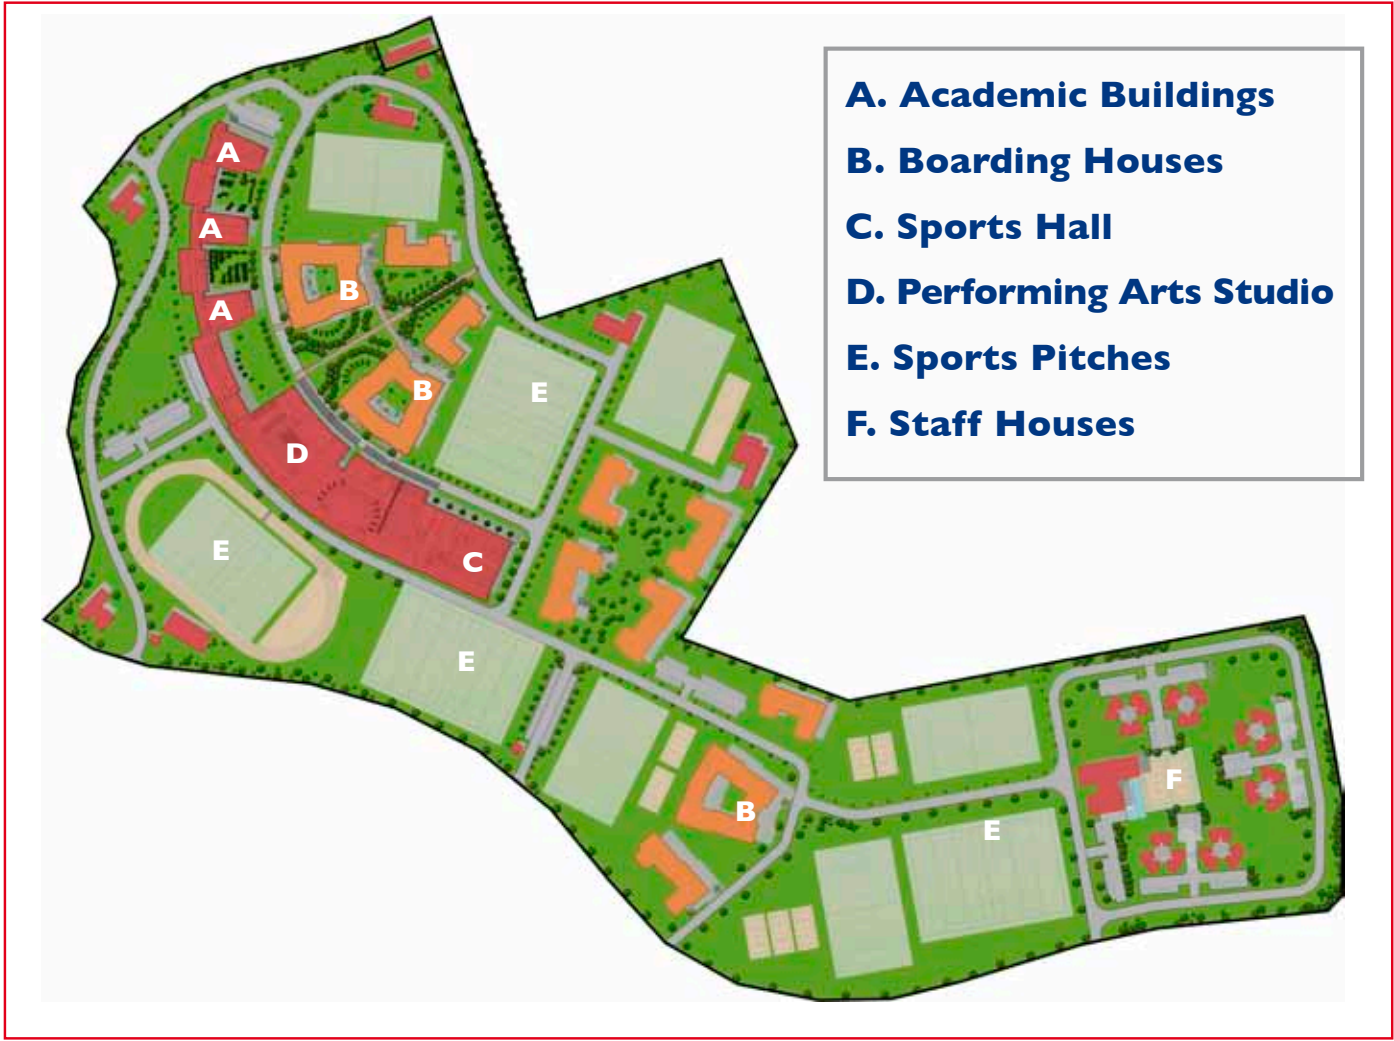 A. Academic Buildings
B. Boarding Houses
C. Sports Hall
D. Performing Arts Studio
E. Sports Pitches
F. Staff Houses
A
A
B
A
B
E
D
E
C
E
F
B
E